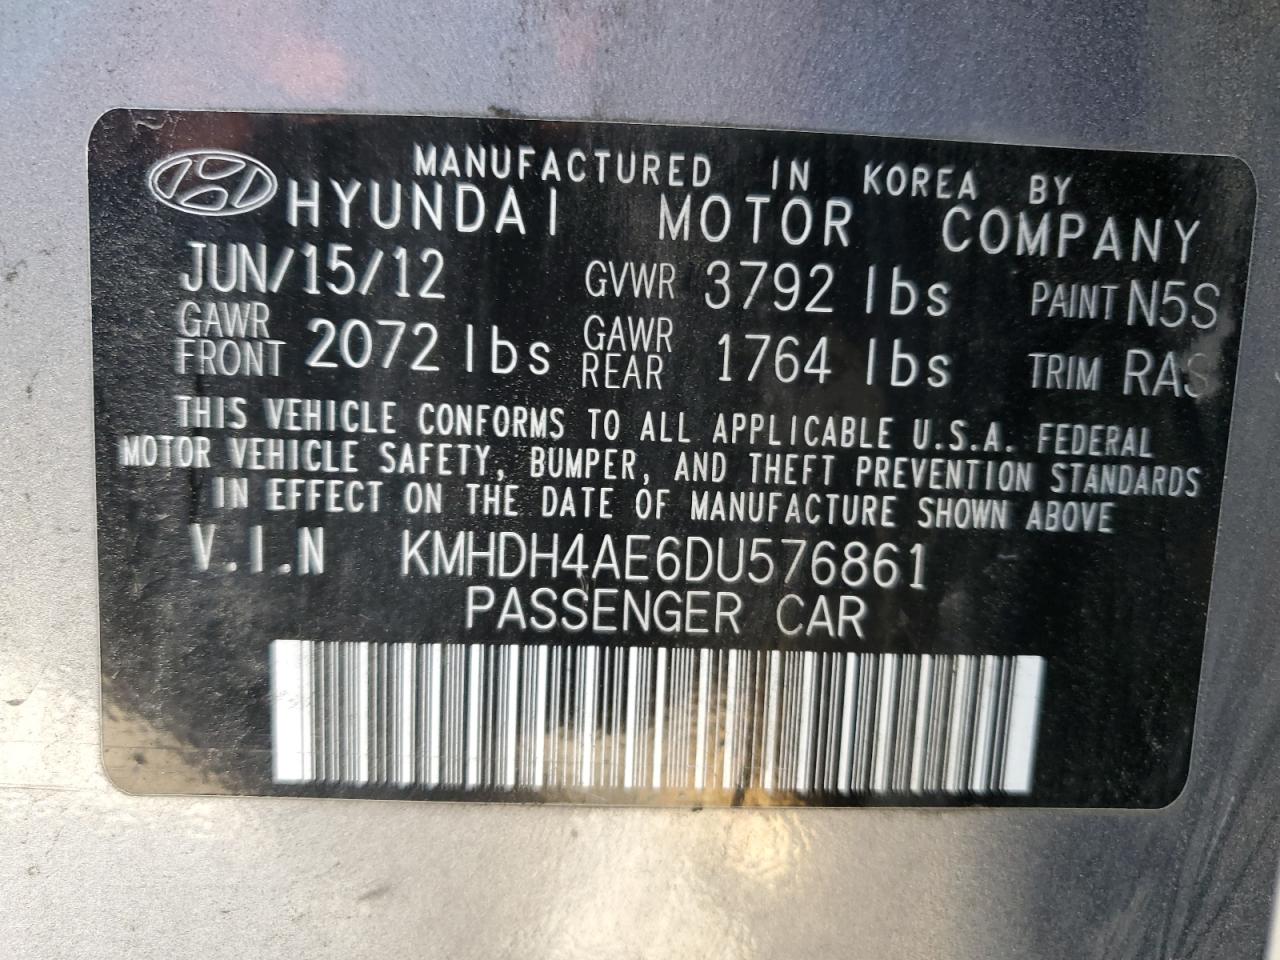 MANUFACTURED IN KOREA BY
HYUNDAI MOTOR COMPANY
JUN/15/12 GVWR 3792 lbs PAINT N5S
GAWR FRONT 2072 lbs GAWR REAR 1764 lbs TRIM RAS
THIS VEHICLE CONFORMS TO ALL APPLICABLE U.S.A. FEDERAL
MOTOR VEHICLE SAFETY, BUMPER, AND THEFT PREVENTION STANDARDS
IN EFFECT ON THE DATE OF MANUFACTURE SHOWN ABOVE
V.I.N KMHDH4AE6DU576861
PASSENGER CAR